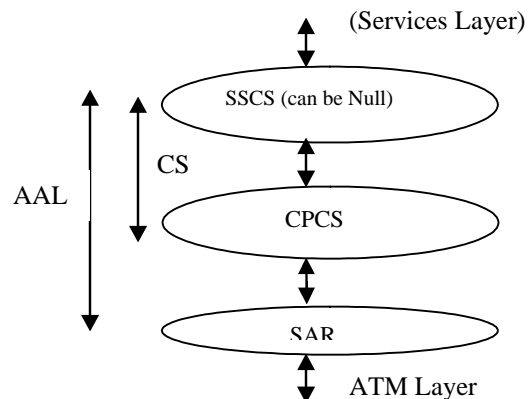 (Services Layer)
SSCS (can be Null)
CS
AAL
CPCS
SAR
ATM Layer